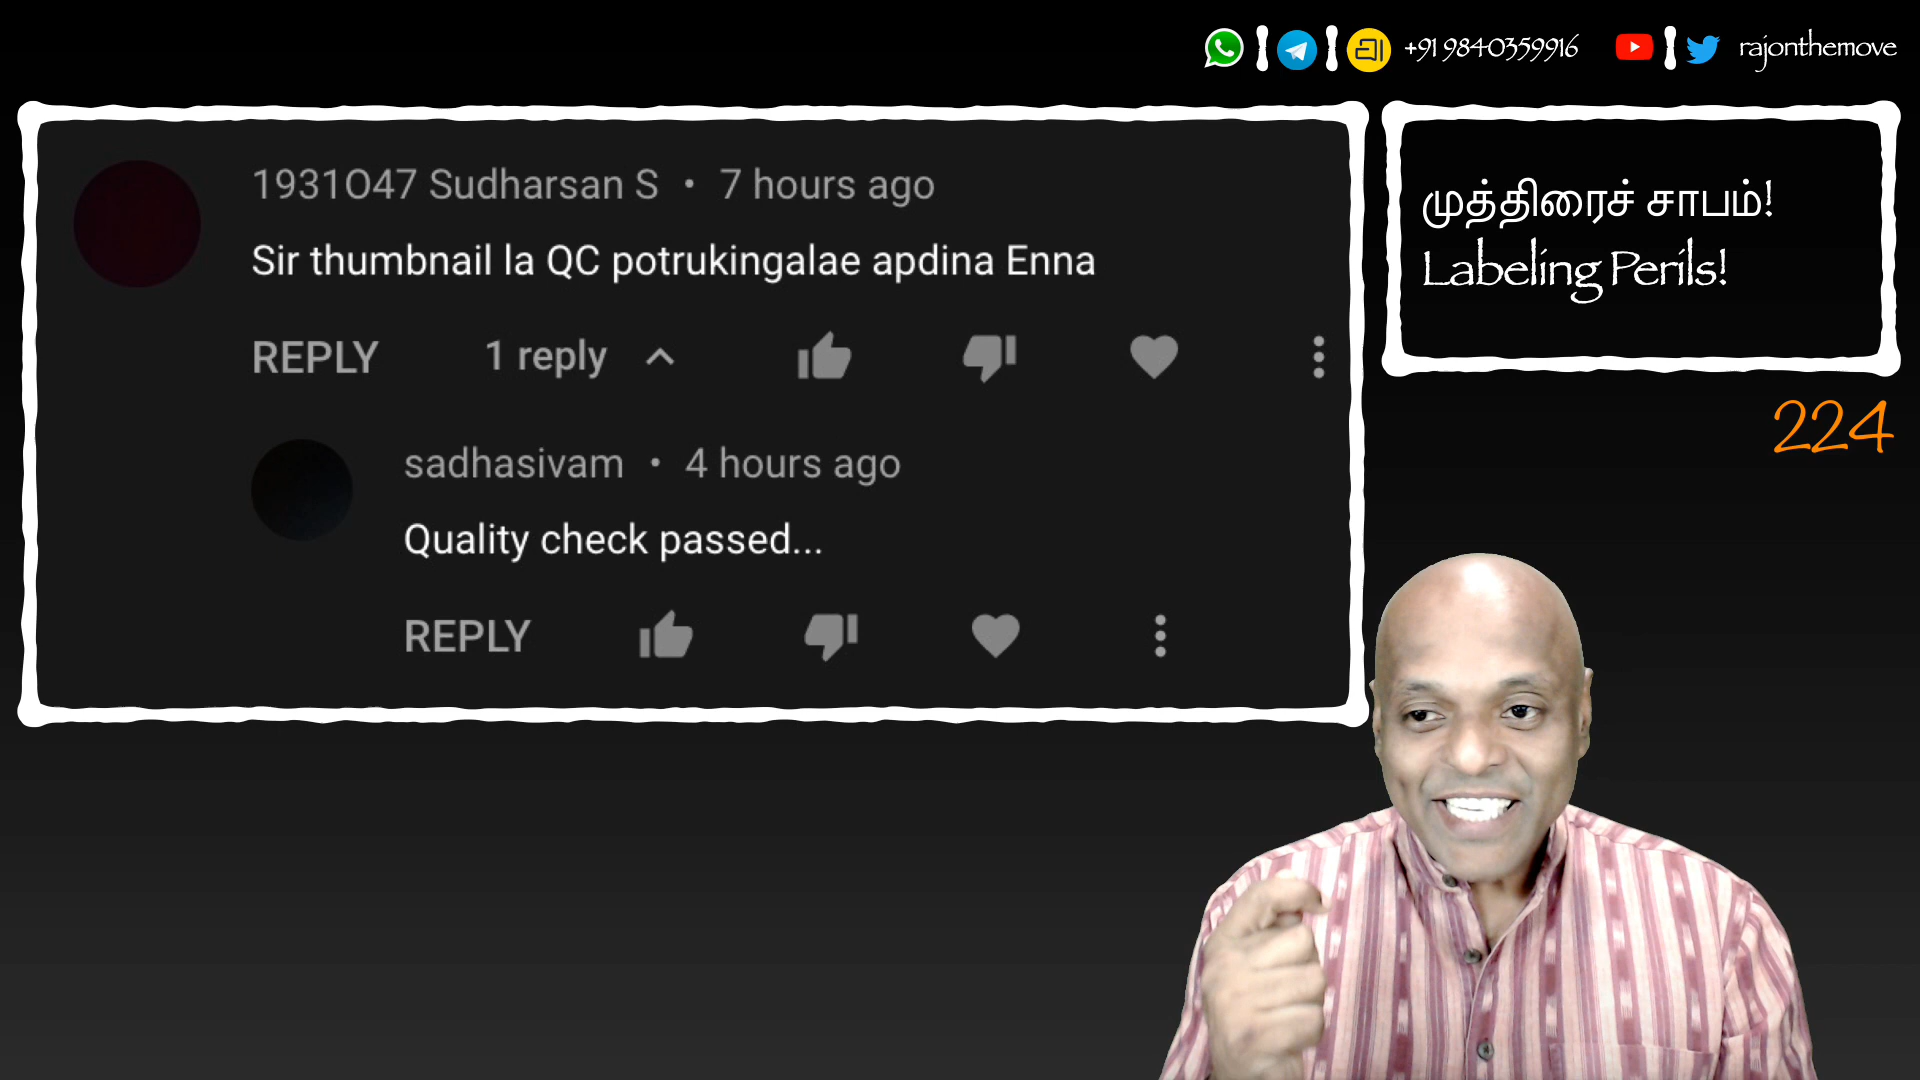 +91 9840359916 rajonthemove
1931O47 Sudharsan S • 7 hours ago
Sir thumbnail la QC potrukingalae apdina Enna
REPLY 1 reply
sadhasivam • 4 hours ago
Quality check passed...
REPLY
முத்திரைச் சாபம்!
Labeling Perils!
224